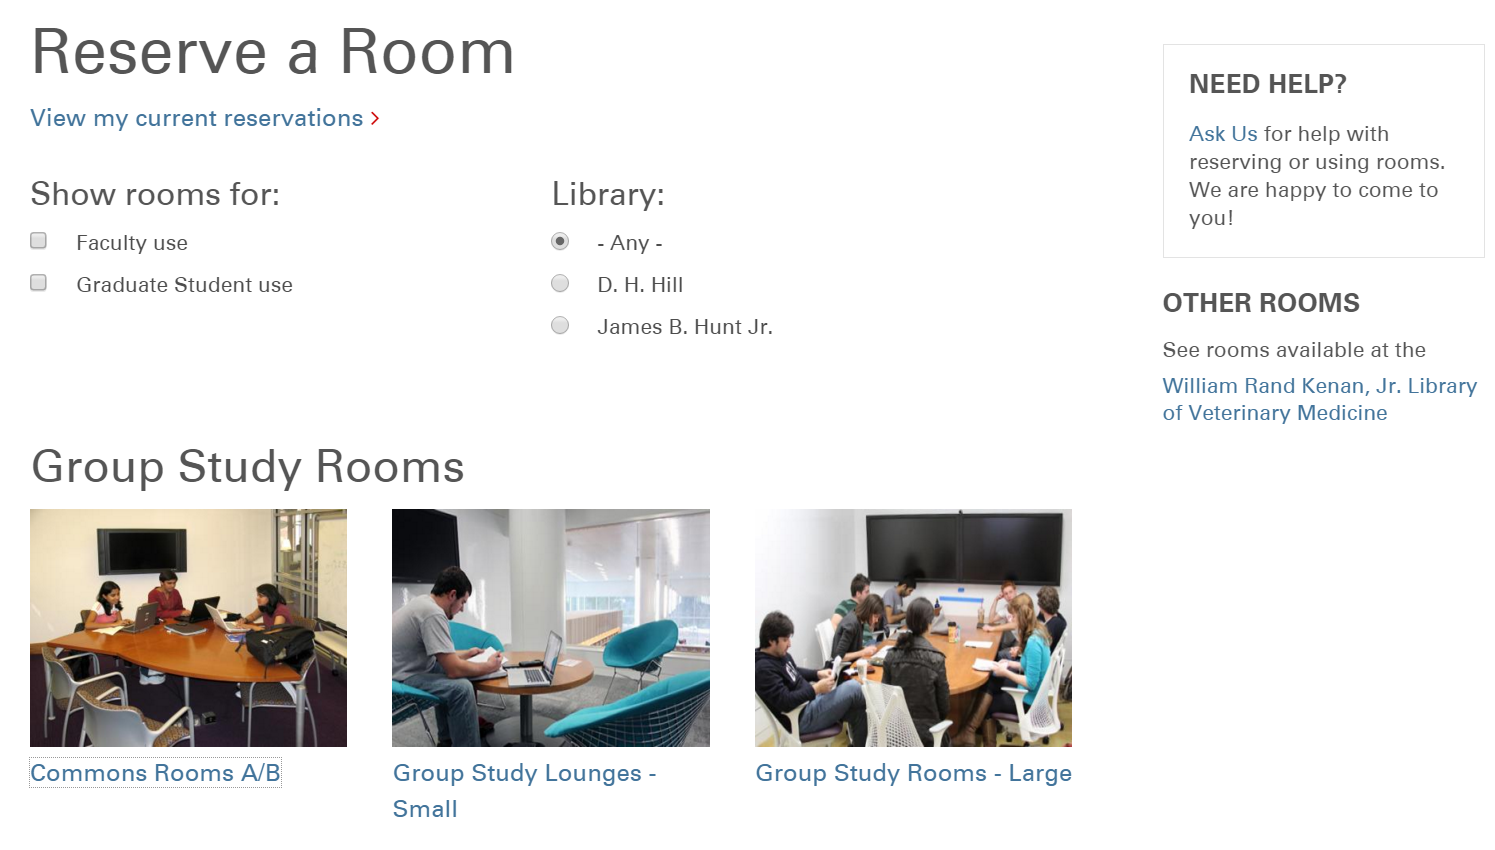 Reserve a Room
View my current reservations
Show rooms for:
Faculty use
Graduate Student use
Library:
- Any -
D. H. Hill
James B. Hunt Jr.
NEED HELP?
Ask Us for help with
reserving or using rooms.
We are happy to come to
you!
OTHER ROOMS
See rooms available at the
William Rand Kenan, Jr. Library
of Veterinary Medicine
Group Study Rooms
Commons Rooms A/B
Group Study Lounges -
Small
Group Study Rooms - Large